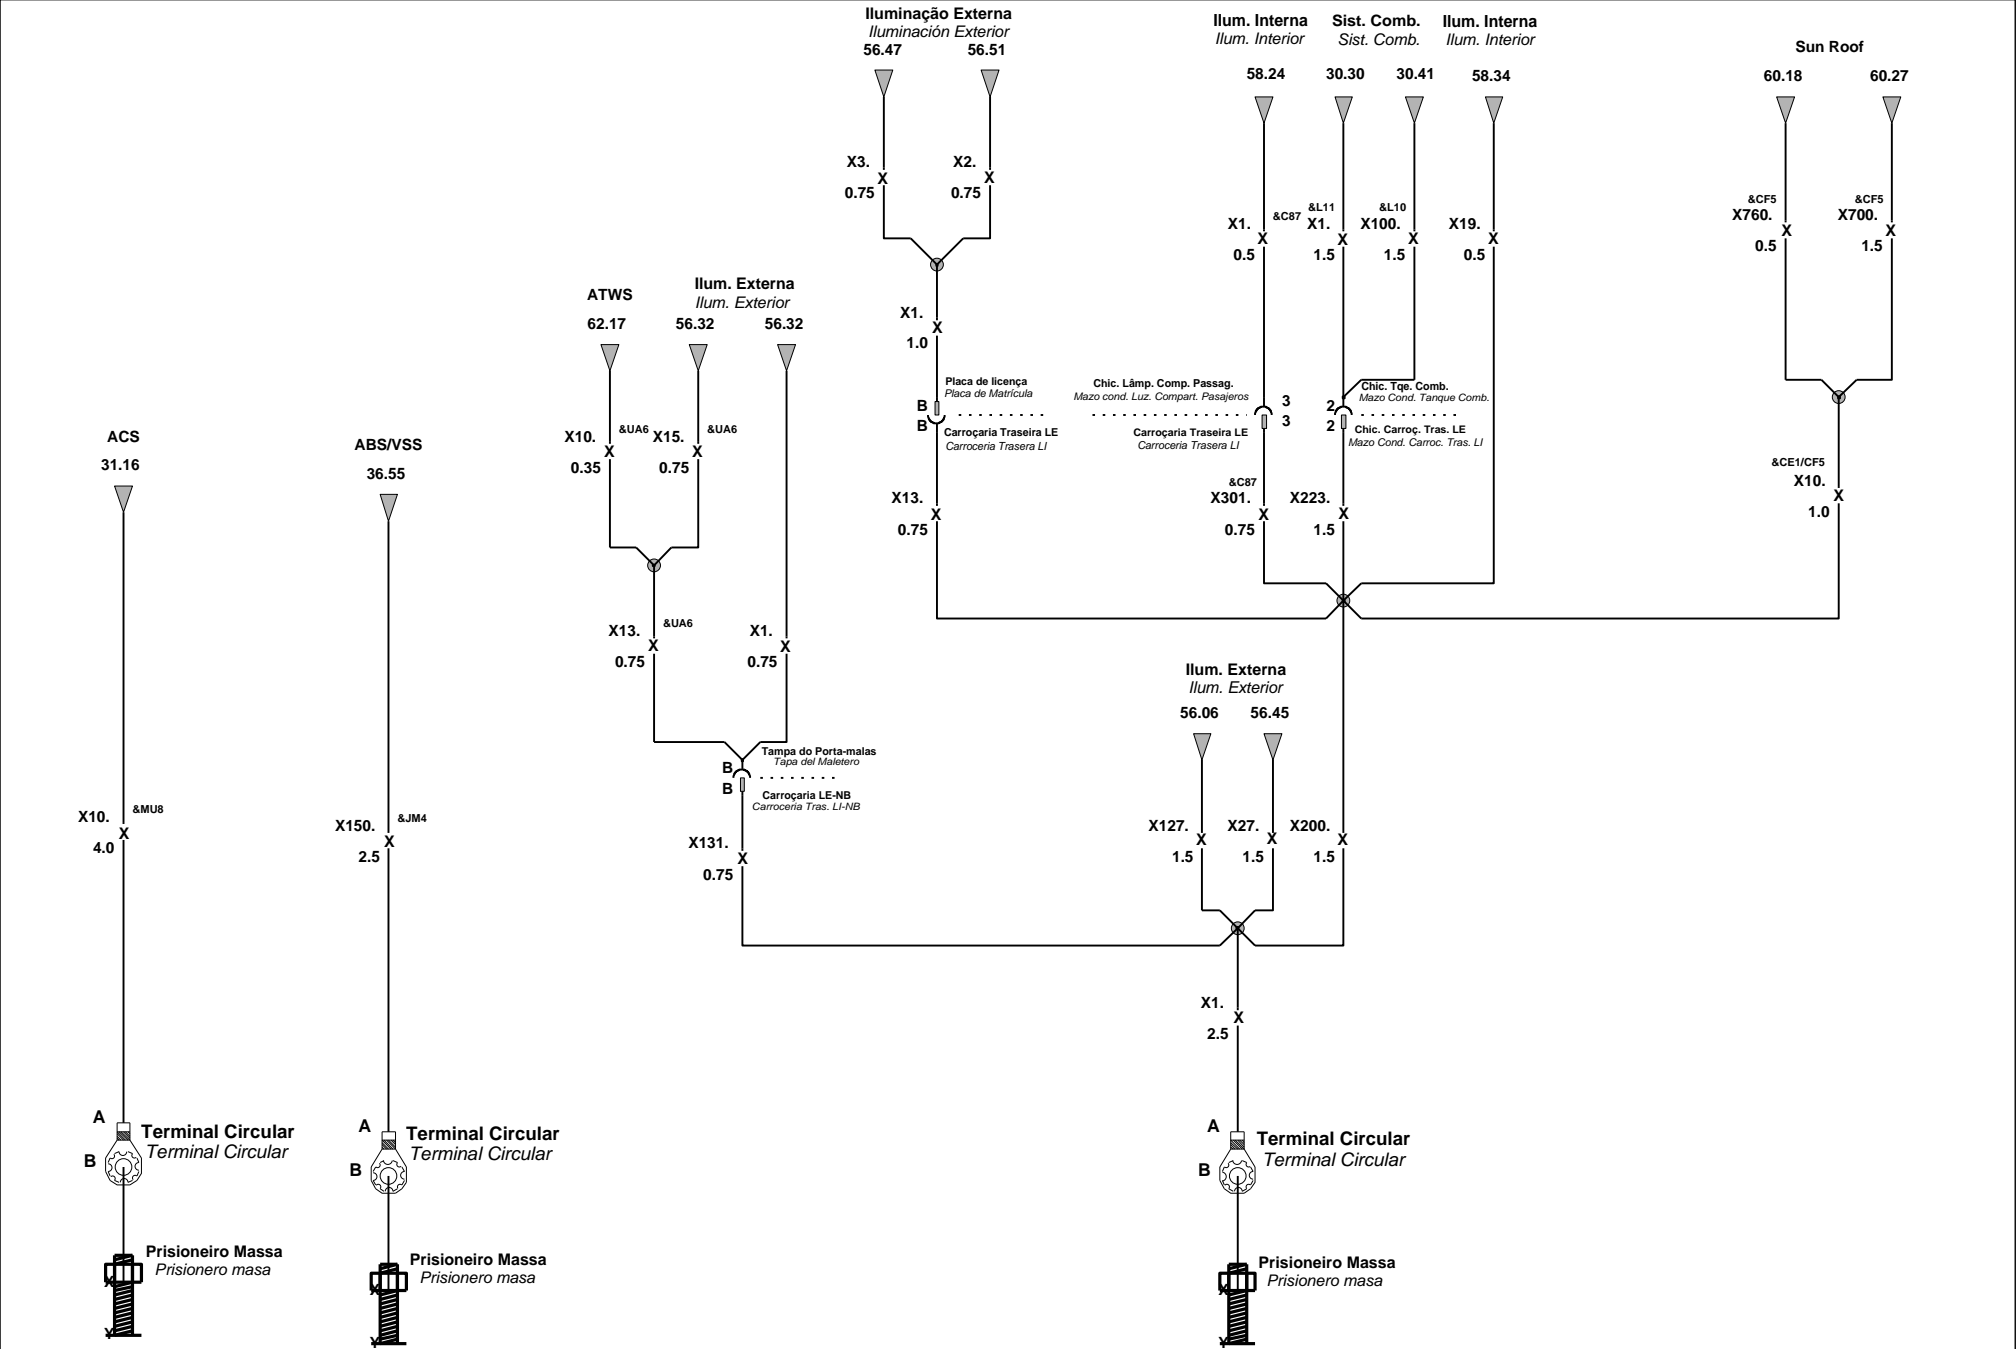 Iluminação Externa
Iluminación Exterior
56.47 56.51
Ilum. Interna
Ilum. Interior
58.24
Sist. Comb.
Sist. Comb.
30.30 30.41
Ilum. Interna
Ilum. Interior
58.34
Sun Roof
60.18 60.27
X3. X
0.75
X2. X
0.75
X1. &C87 X
0.5
&L11
X1. X
1.5
&L10
X100. X
1.5
X19. X
0.5
&CF5
X760. X
0.5
&CF5
X700. X
1.5
ATWS
62.17
Ilum. Externa
Ilum. Exterior
56.32 56.32
X1. X
1.0
B
B
Placa de licença
Placa de Matrícula
Carroçaria Traseira LE
Carroceria Trasera LI
Chic. Lâmp. Comp. Passag.
Mazo cond. Luz. Compart. Pasajeros
Carroçaria Traseira LE
Carroceria Trasera LI
3
3
2
2
Chic. Tqe. Comb.
Mazo Cond. Tanque Comb.
Chic. Carroç. Tras. LE
Mazo Cond. Carroc. Tras. LI
ACS
31.16
ABS/VSS
36.55
X10. &UA6 X
0.35
X15. &UA6 X
0.75
X13. X
0.75
&C87
X301. X
0.75
X223. X
1.5
&CE1/CF5
X10. X
1.0
X13. &UA6 X
0.75
X1. X
0.75
Ilum. Externa
Ilum. Exterior
56.06 56.45
B
B
Tampa do Porta-malas
Tapa del Maletero
Carroçaria LE-NB
Carroceria Tras. LI-NB
X10. &MU8 X
4.0
X150. &JM4 X
2.5
X131. X
0.75
X127. X
1.5
X27. X
1.5
X200. X
1.5
X1. X
2.5
A
B
Terminal Circular
Terminal Circular
A
B
Terminal Circular
Terminal Circular
A
B
Terminal Circular
Terminal Circular
Prisioneiro Massa
Prisionero masa
X
Y
Prisioneiro Massa
Prisionero masa
X
Y
Prisioneiro Massa
Prisionero masa
X
Y